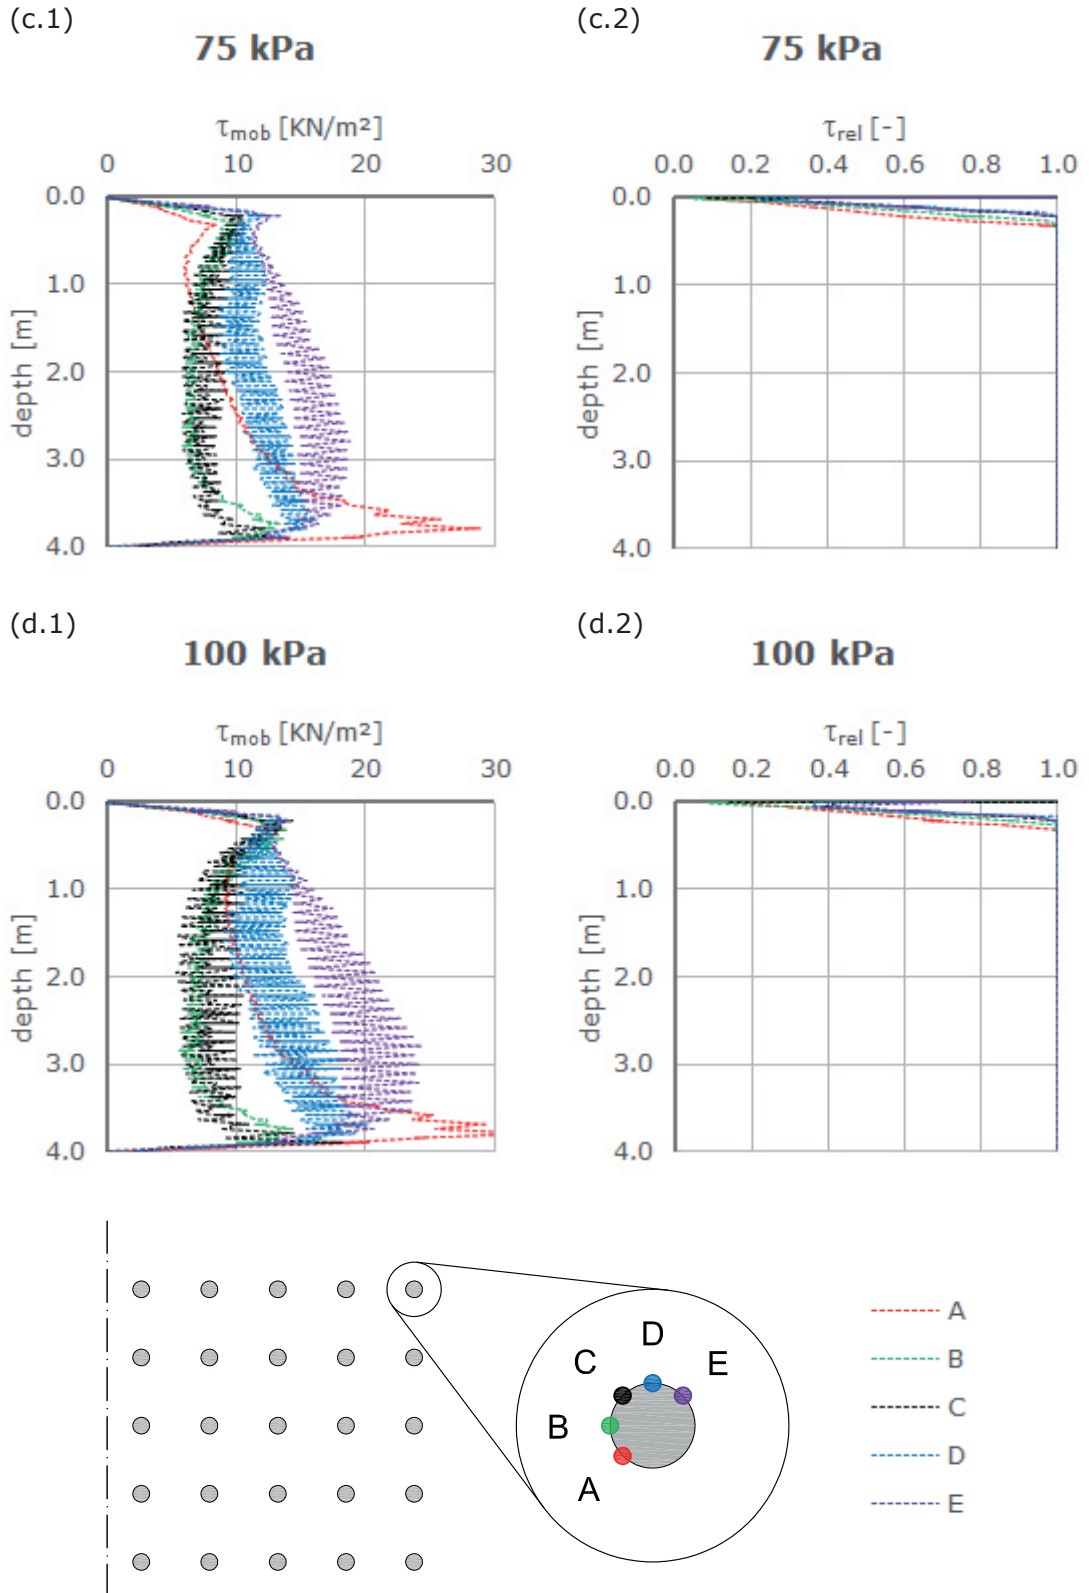 (c.1) (c.2)
75 kPa 75 kPa
τmob [KN/m²] τrel [-]
0 10 20 30 0.0 0.2 0.4 0.6 0.8 1.0
0.0 0.0
1.0 1.0
depth [m] depth [m]
2.0 2.0
3.0 3.0
4.0 4.0
(d.1) (d.2)
100 kPa 100 kPa
τmob [KN/m²] τrel [-]
0 10 20 30 0.0 0.2 0.4 0.6 0.8 1.0
0.0 0.0
1.0 1.0
depth [m] depth [m]
2.0 2.0
3.0 3.0
4.0 4.0
D
C E
B
A
A
B
C
D
E